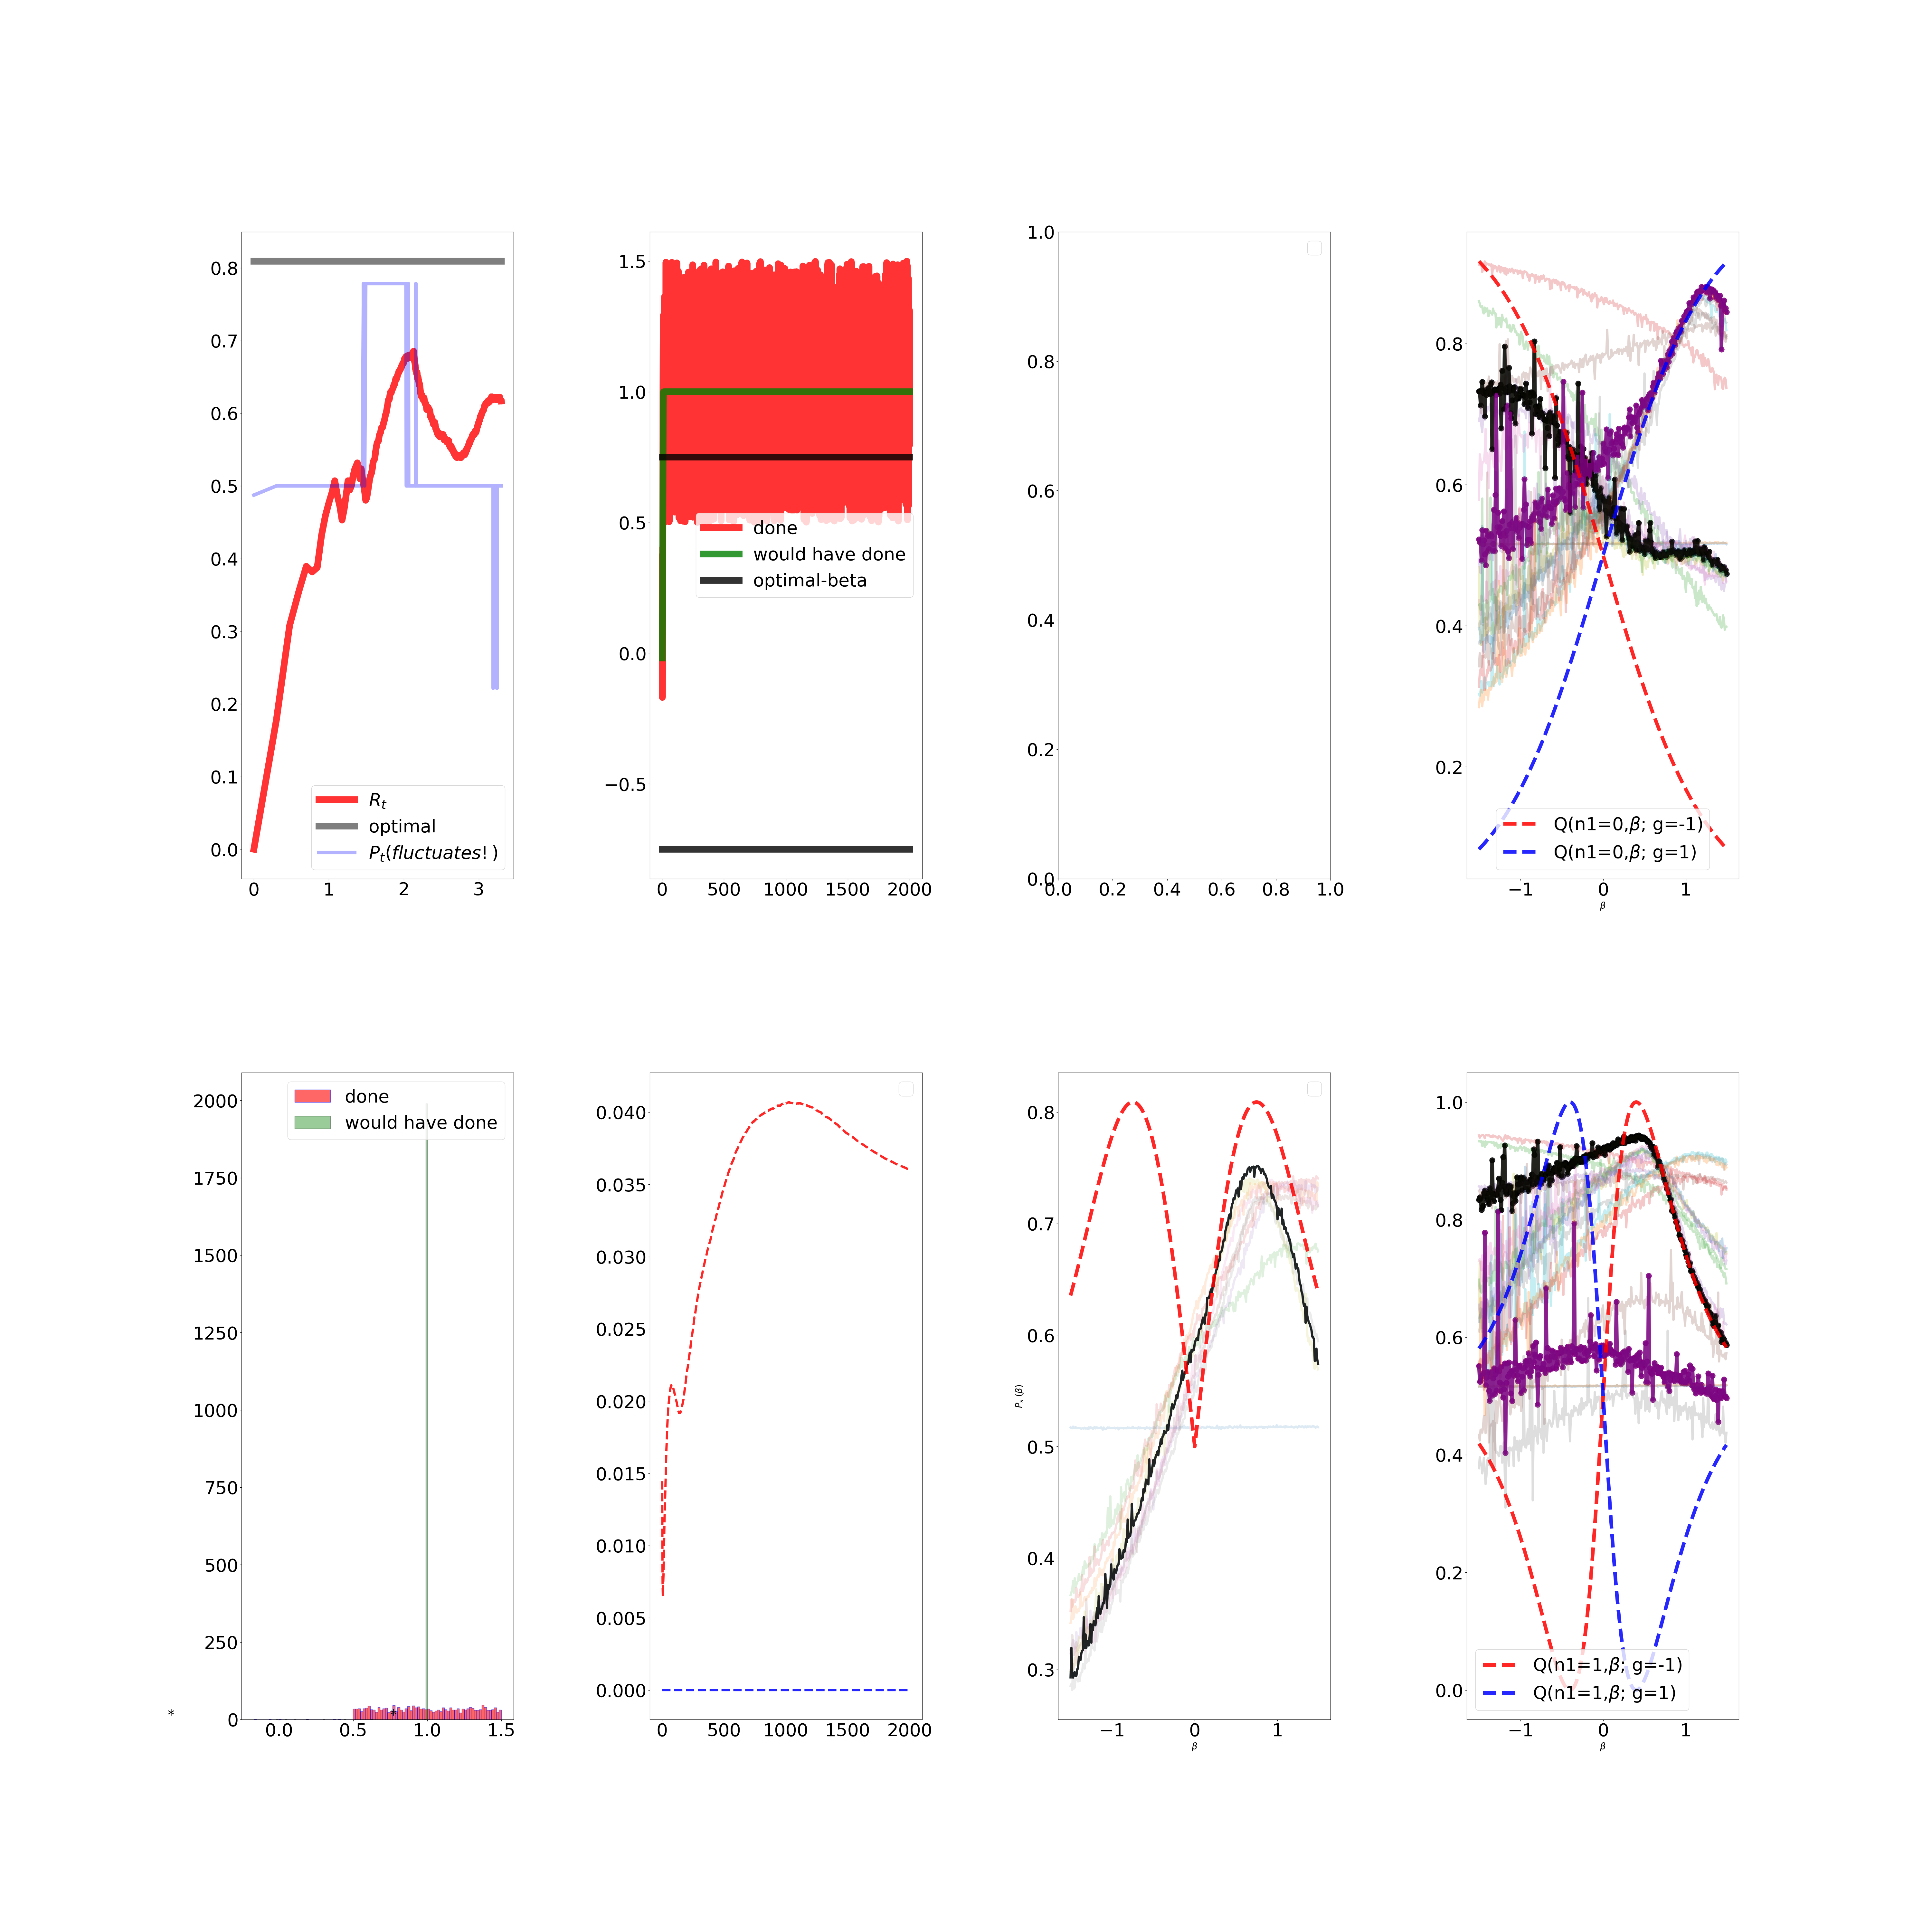 0.8
0.7
0.6
0.5
0.4
0.3
0.2
0.1
0.0
0 1 2 3
R_t
optimal
P_t(fluctuates!)
1.5
1.0
0.5
0.0
−0.5
0 500 1000 1500 2000
done
would have done
optimal-beta
1.0
0.8
0.6
0.4
0.2
0.0
0.0 0.2 0.4 0.6 0.8 1.0
0.8
0.6
0.4
0.2
−1 0 1
β
Q(n1=0,β; g=-1)
Q(n1=0,β; g=1)
2000
1750
1500
1250
1000
750
500
250
0
0.0 0.5 1.0 1.5
done
would have done
*
*
0.040
0.035
0.030
0.025
0.020
0.015
0.010
0.005
0.000
0 500 1000 1500 2000
P_s (β)
0.8
0.7
0.6
0.5
0.4
0.3
−1 0 1
β
1.0
0.8
0.6
0.4
0.2
0.0
−1 0 1
β
Q(n1=1,β; g=-1)
Q(n1=1,β; g=1)